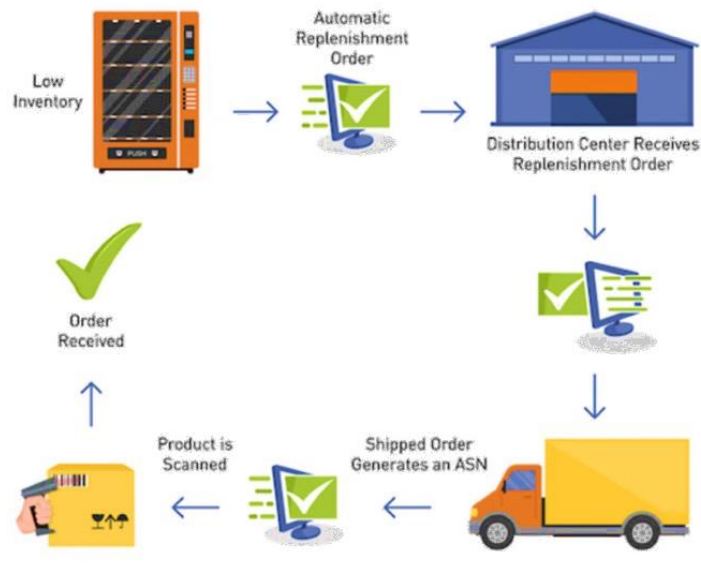 Low
Inventory
PUSH
Automatic
Replenishment
Order
Distribution Center Receives
Replenishment Order
Shipped Order
Generates an ASN
Product is
Scanned
Order
Received